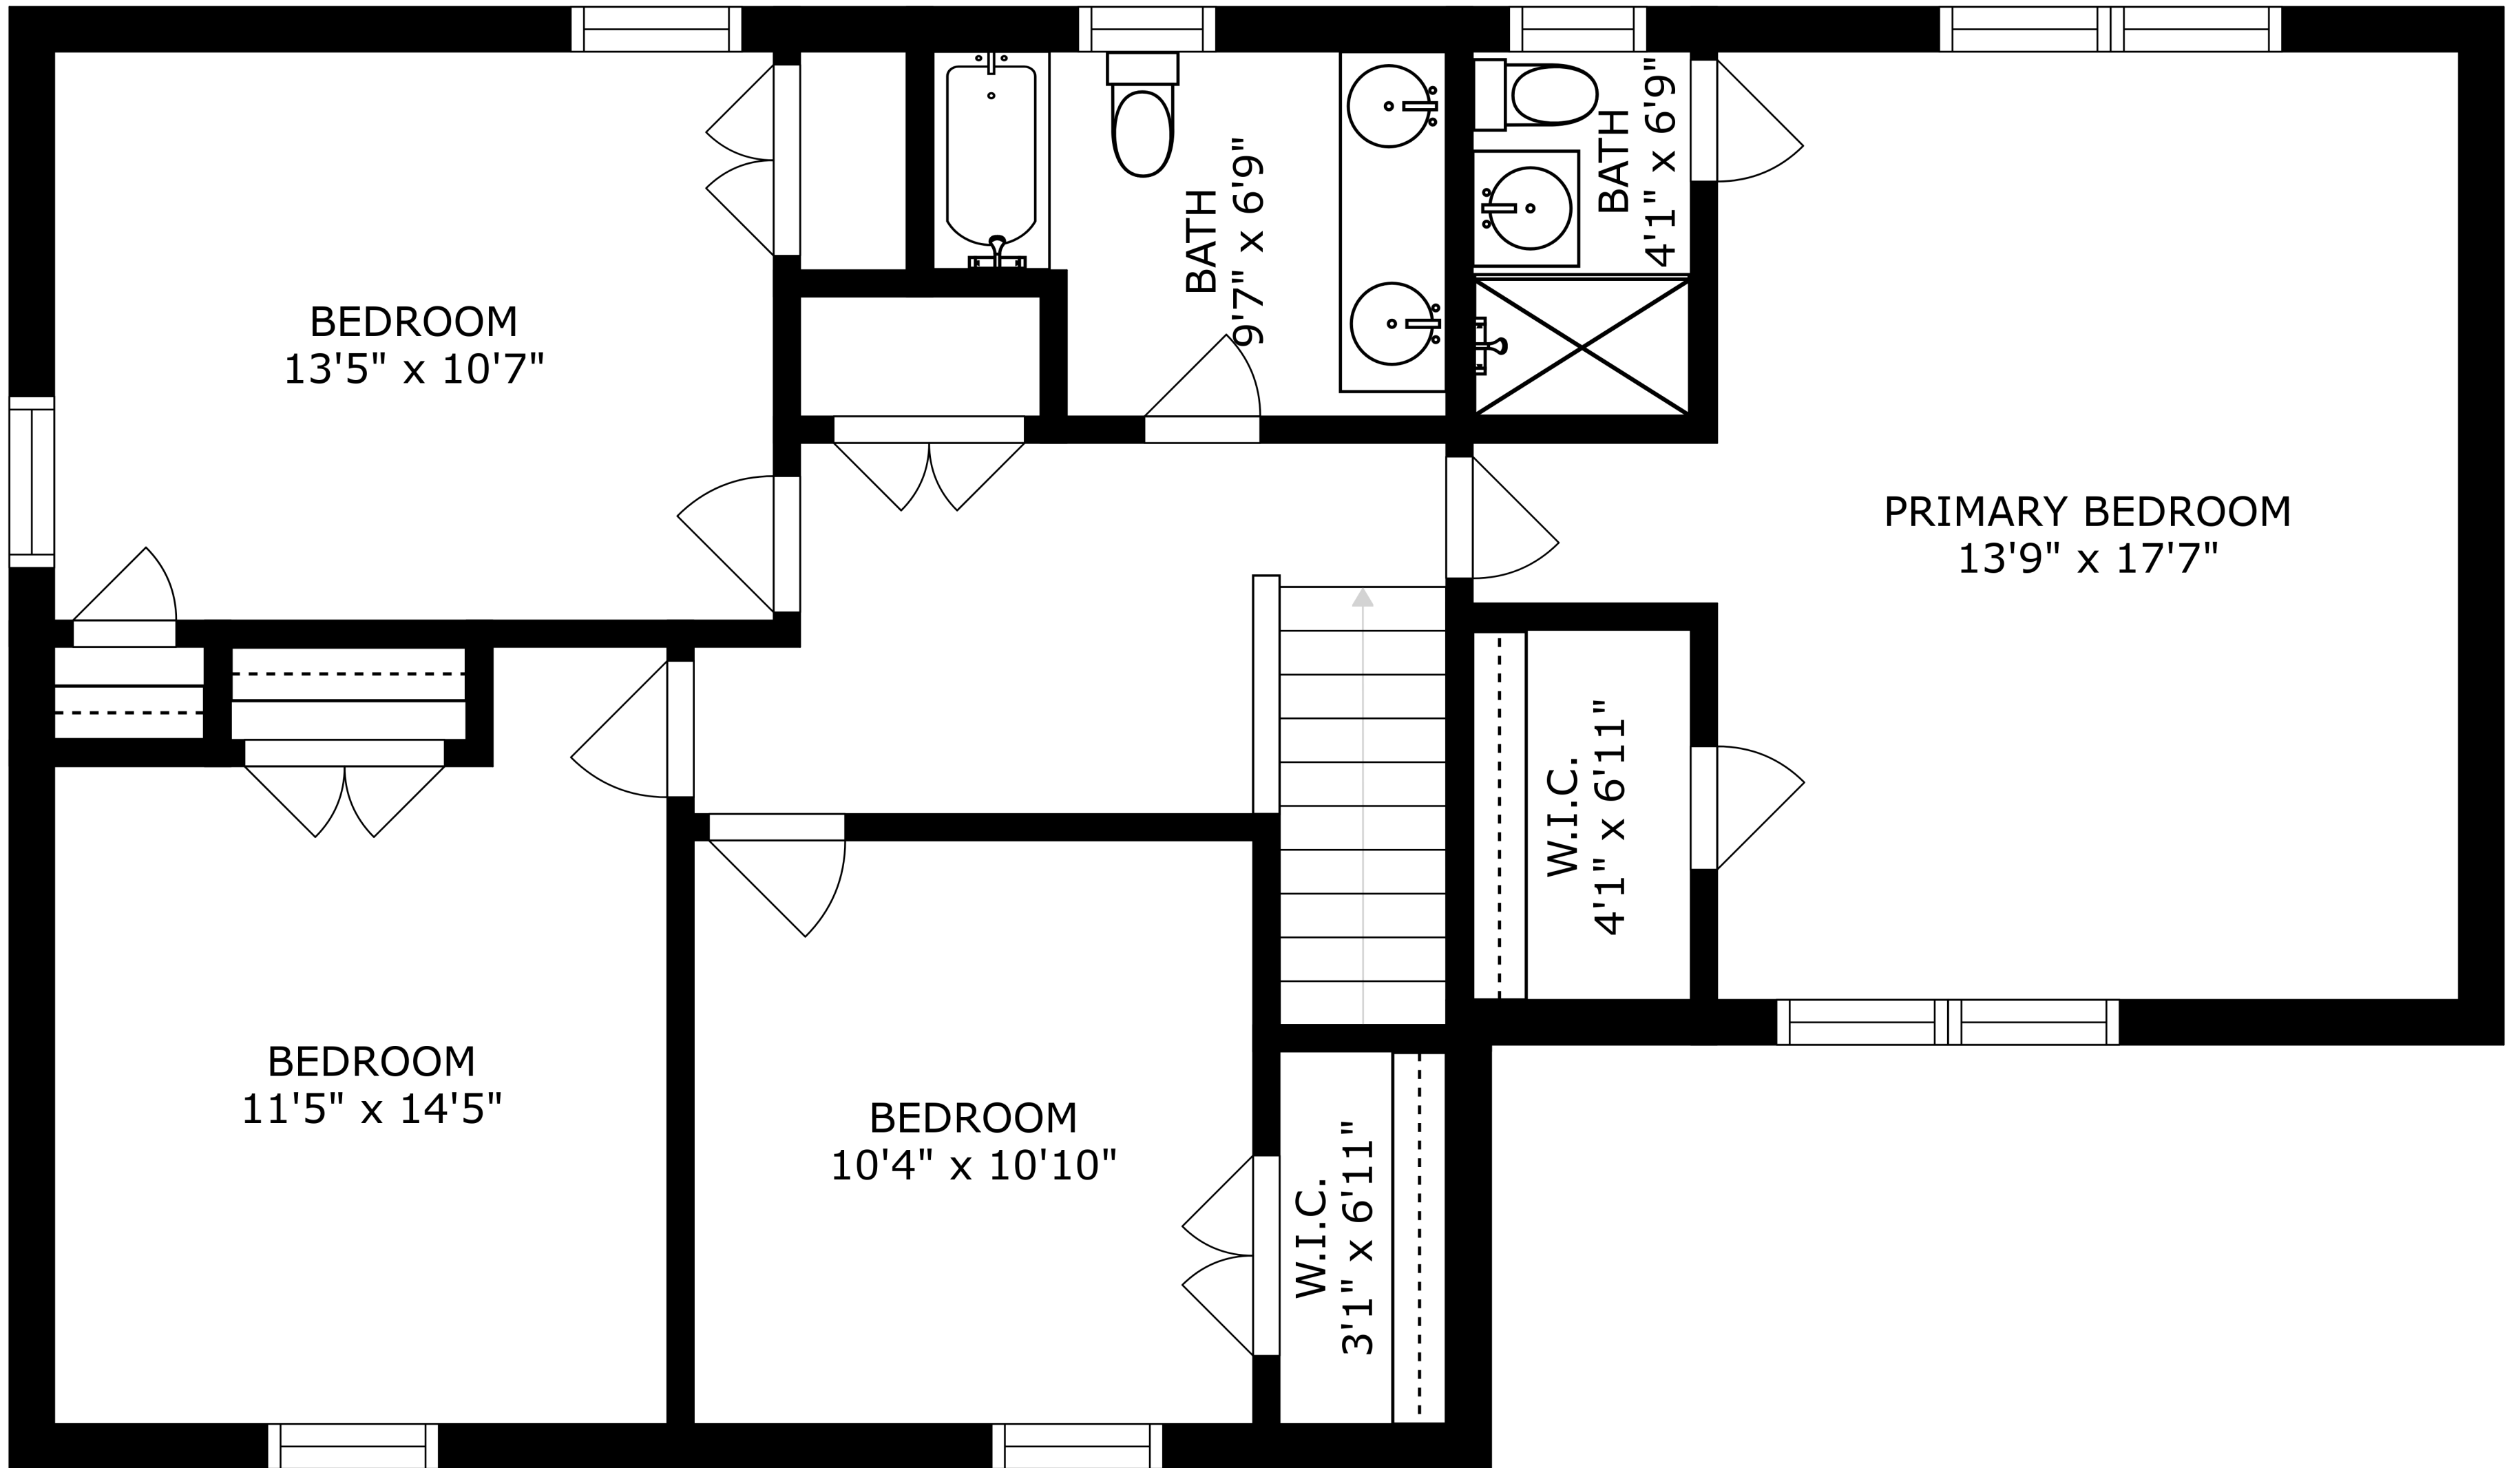 BEDROOM
13'5" x 10'7"
BATH
9'7" x 6'9"
BATH
4'1" x 6'9"
PRIMARY BEDROOM
13'9" x 17'7"
W.I.C.
4'1" x 6'11"
BEDROOM
11'5" x 14'5"
BEDROOM
10'4" x 10'10"
W.I.C.
3'1" x 6'11"